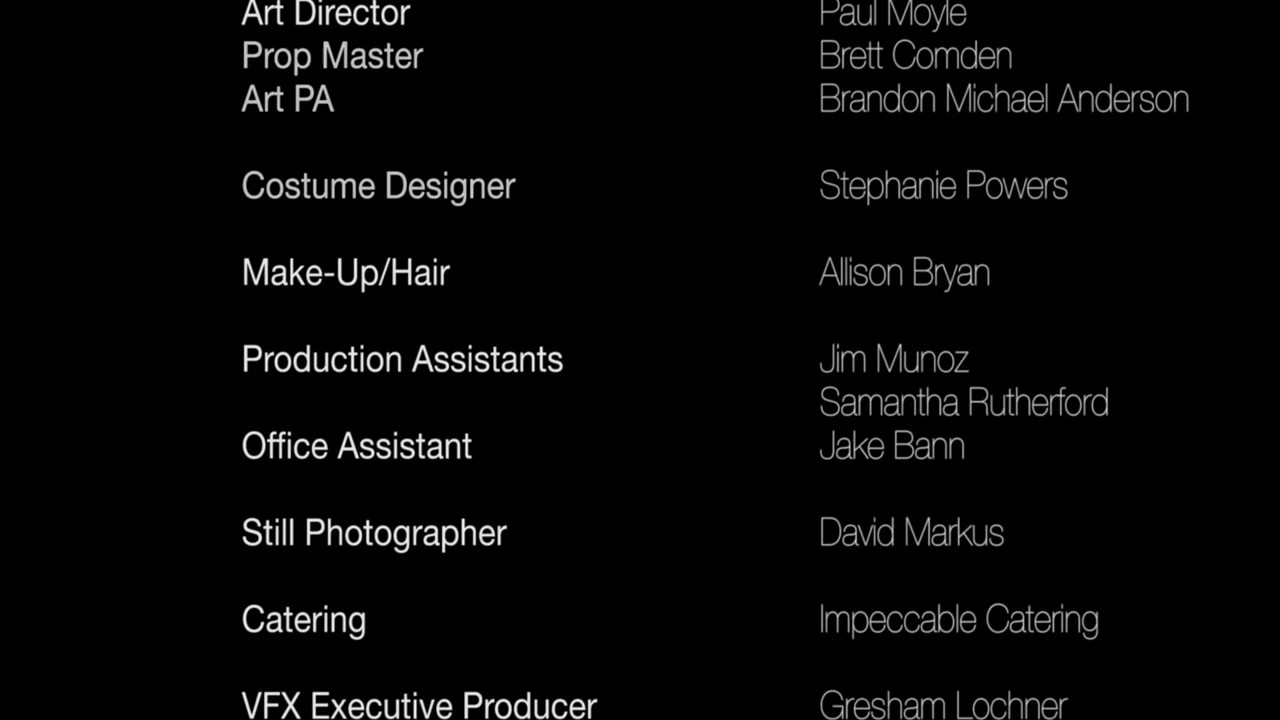 Art Director Paul Moyle
Prop Master Brett Comden
Art PA Brandon Michael Anderson
Costume Designer Stephanie Powers
Make-Up/Hair Allison Bryan
Production Assistants Jim Munoz
Samantha Rutherford
Office Assistant Jake Bann
Still Photographer David Markus
Catering Impeccable Catering
VFX Executive Producer Gresham Lochner